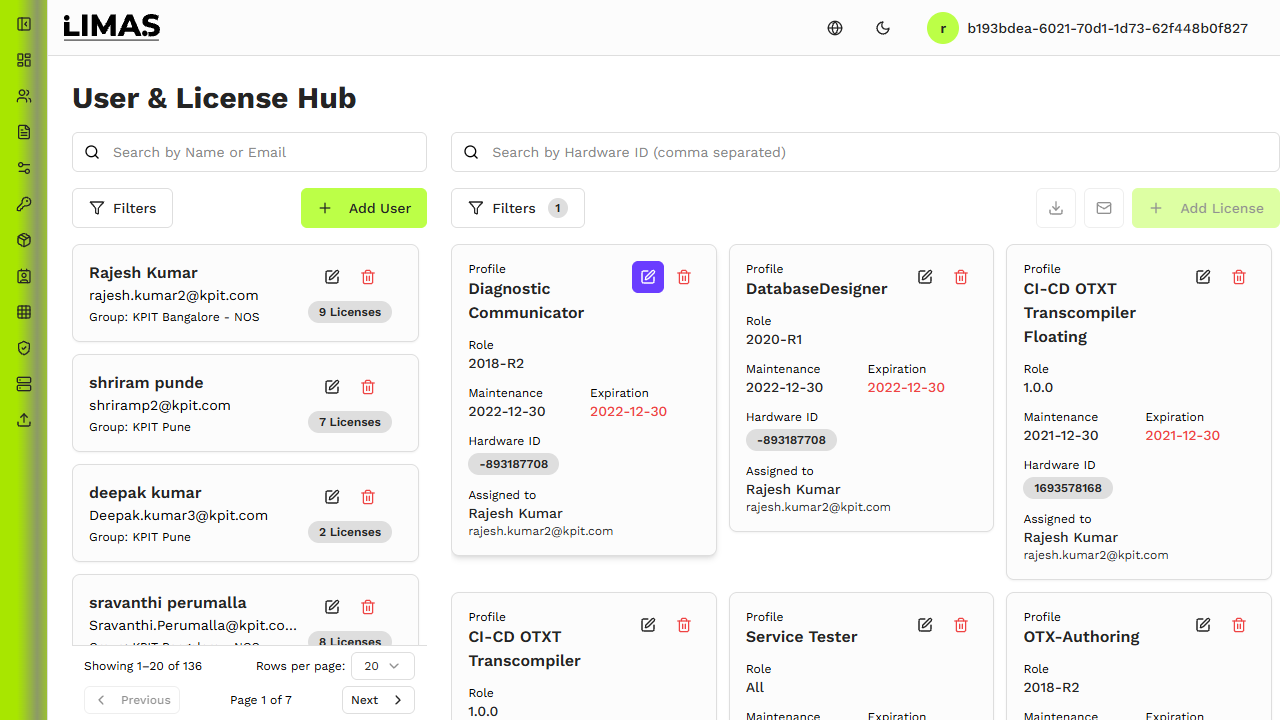 LIMAS
r
b193bdea-6021-70d1-1d73-62f448b0f827
User & License Hub
Search by Name or Email
Search by Hardware ID (comma separated)
Filters
Add User
Filters
1
Add License
Rajesh Kumar
rajesh.kumar2@kpit.com
Group: KPIT Bangalore - NOS
9 Licenses
shriram punde
shriramp2@kpit.com
Group: KPIT Pune
7 Licenses
deepak kumar
Deepak.kumar3@kpit.com
Group: KPIT Pune
2 Licenses
sravanthi perumalla
Sravanthi.Perumalla@kpit.co...
8 Licenses
Showing 1–20 of 136
Rows per page:
20
Previous
Page 1 of 7
Next
Profile
Diagnostic
Communicator
Role
2018-R2
Maintenance
2022-12-30
Expiration
2022-12-30
Hardware ID
-893187708
Assigned to
Rajesh Kumar
rajesh.kumar2@kpit.com
Profile
DatabaseDesigner
Role
2020-R1
Maintenance
2022-12-30
Expiration
2022-12-30
Hardware ID
-893187708
Assigned to
Rajesh Kumar
rajesh.kumar2@kpit.com
Profile
CI-CD OTXT
Transcompiler
Floating
Role
1.0.0
Maintenance
2021-12-30
Expiration
2021-12-30
Hardware ID
1693578168
Assigned to
Rajesh Kumar
rajesh.kumar2@kpit.com
Profile
CI-CD OTXT
Transcompiler
Role
1.0.0
Profile
Service Tester
Role
All
Maintenance
Expiration
Profile
OTX-Authoring
Role
2018-R2
Maintenance
Expiration